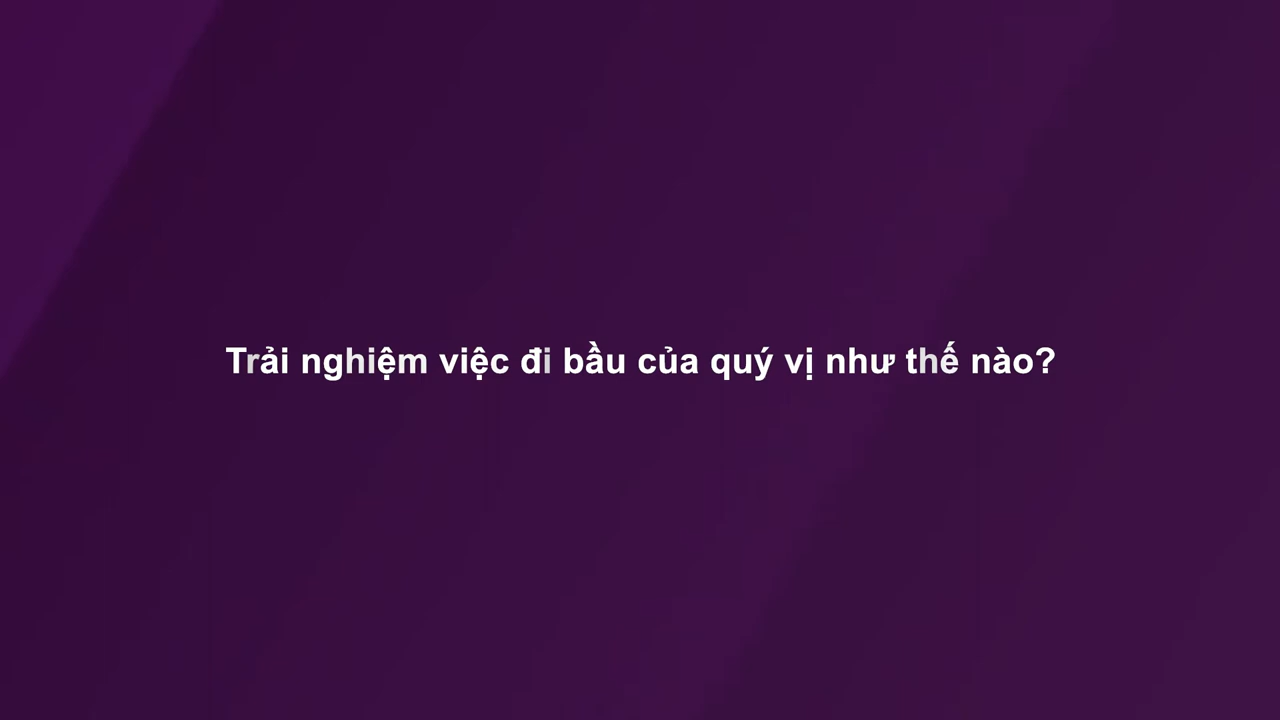 Trải nghiệm việc đi bầu của quý vị như thế nào?